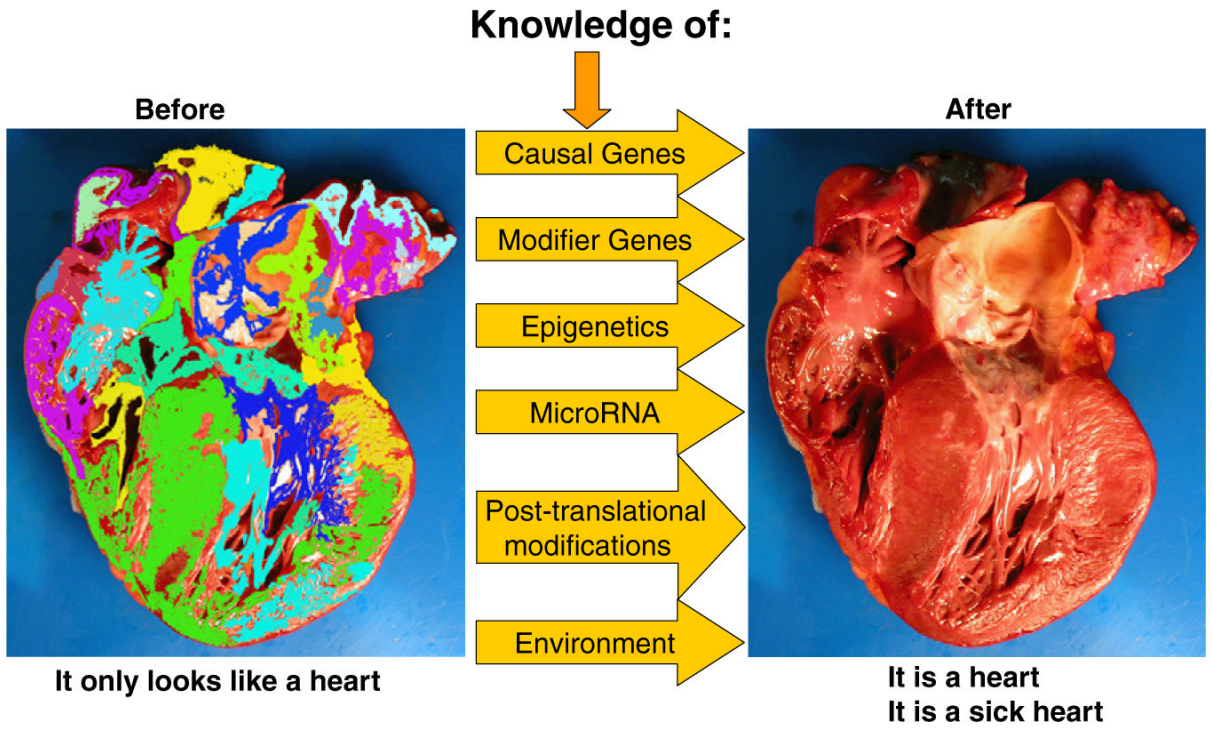 Knowledge of:
Before
After
Causal Genes
Modifier Genes
Epigenetics
MicroRNA
Post-translational
modifications
Environment
It only looks like a heart
It is a heart
It is a sick heart